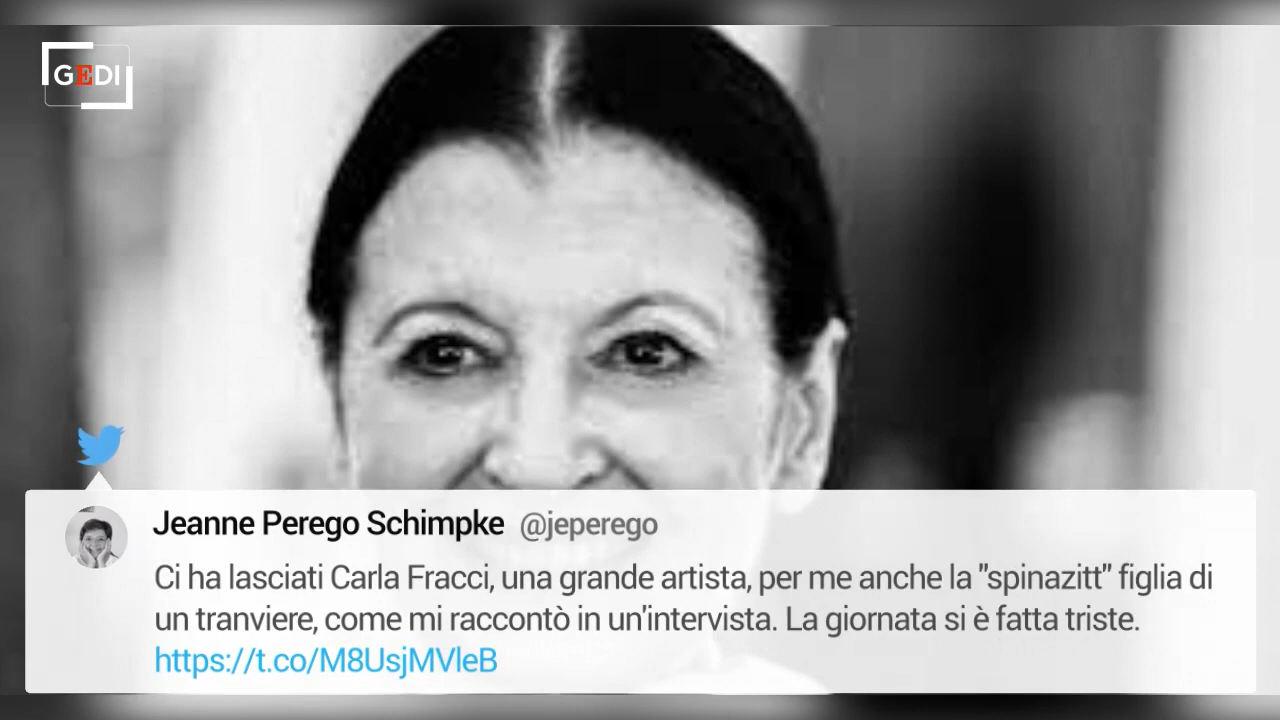 GEDI
Jeanne Perego Schimpke @jeperego
Ci ha lasciati Carla Fracci, una grande artista, per me anche la "spinazitt" figlia di
un tranviere, come mi raccontò in un'intervista. La giornata si è fatta triste.
https://t.co/M8UsjMVleB